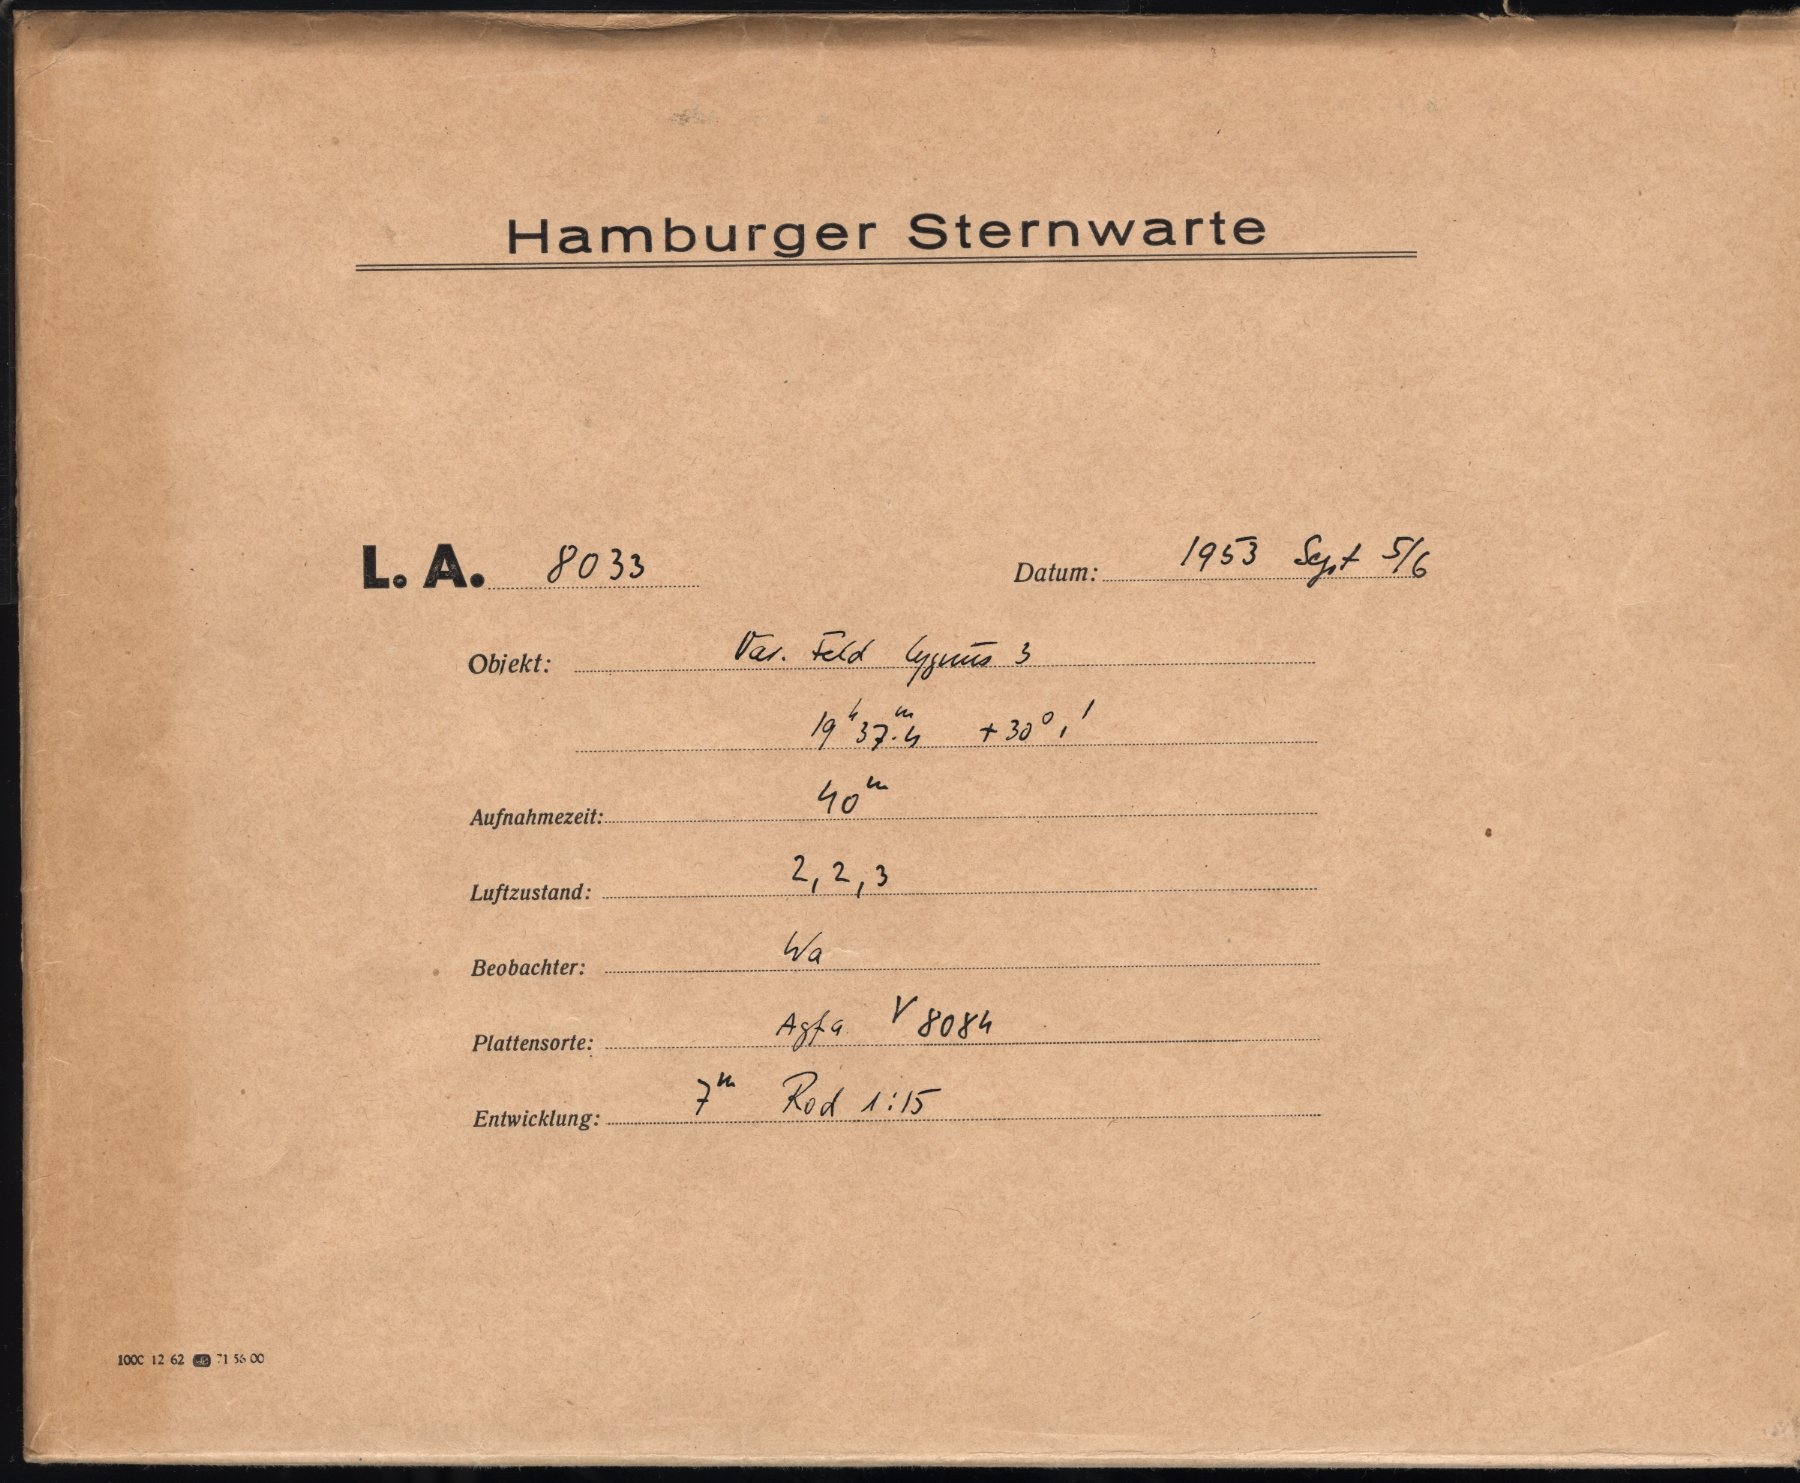 Hamburger Sternwarte
L. A. 8033 Datum: 1953 Sept 5/6
Objekt: Var. Feld Cygnus 3
19ʰ 37ᵐ.4 +30° 1'
Aufnahmezeit: 40ᵐ
Luftzustand: 2, 2, 3
Beobachter: Wa
Plattensorte: Agfa V 8084
Entwicklung: 7ᵐ Rod 1:15
12 62 56 00